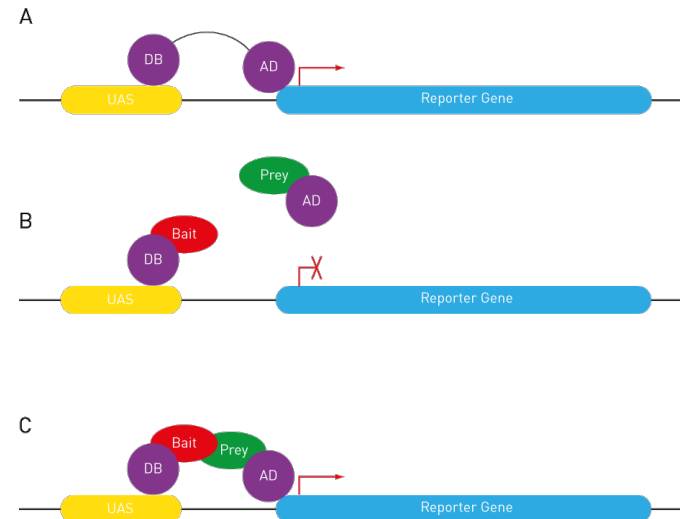 A
DB
AD
UAS
Reporter Gene
Prey
AD
B
Bait
DB
UAS
Reporter Gene
C
Bait
Prey
DB
AD
UAS
Reporter Gene